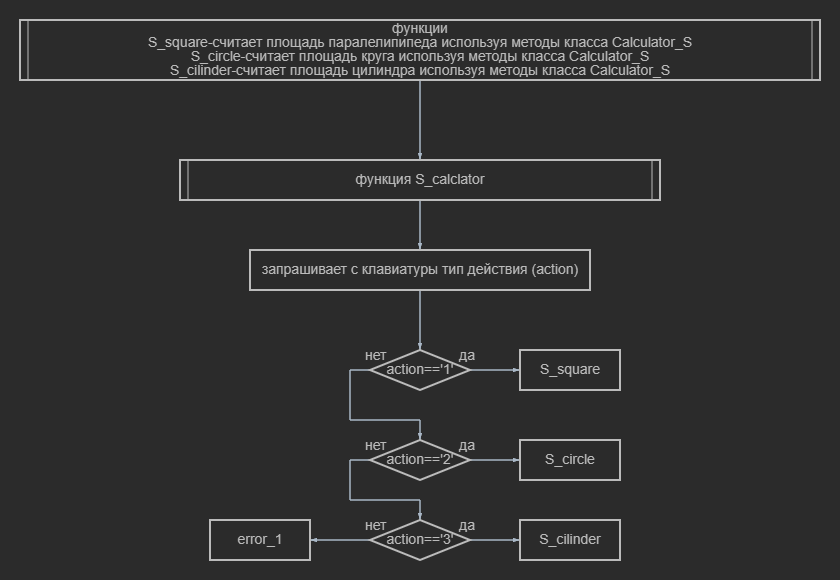 функции
S_square-считает площадь паралелипипеда используя методы класса Calculator_S
S_circle-считает площадь круга используя методы класса Calculator_S
S_cilinder-считает площадь цилиндра используя методы класса Calculator_S
функция S_calclator
запрашивает с клавиатуры тип действия (action)
нет
да
action=='1'
S_square
нет
да
action=='2'
S_circle
нет
да
error_1
action=='3'
S_cilinder